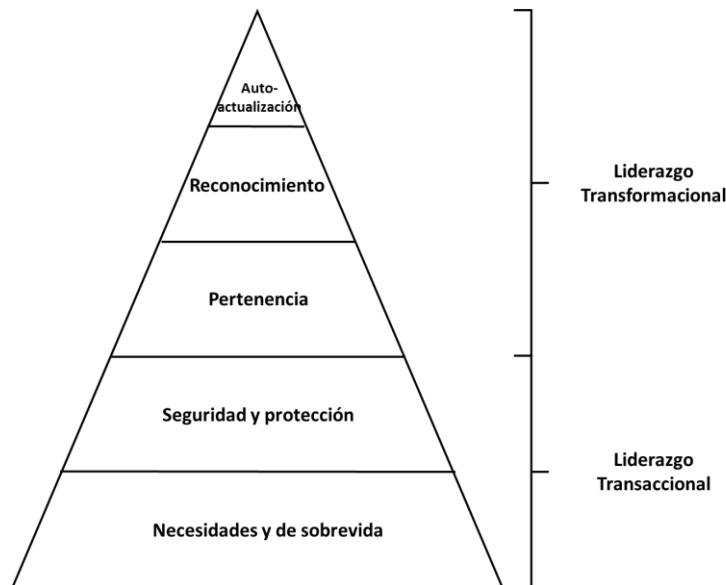 Auto-
actualización
Reconocimiento
Pertenencia
Seguridad y protección
Necesidades y de sobrevida
Liderazgo
Transformacional
Liderazgo
Transaccional